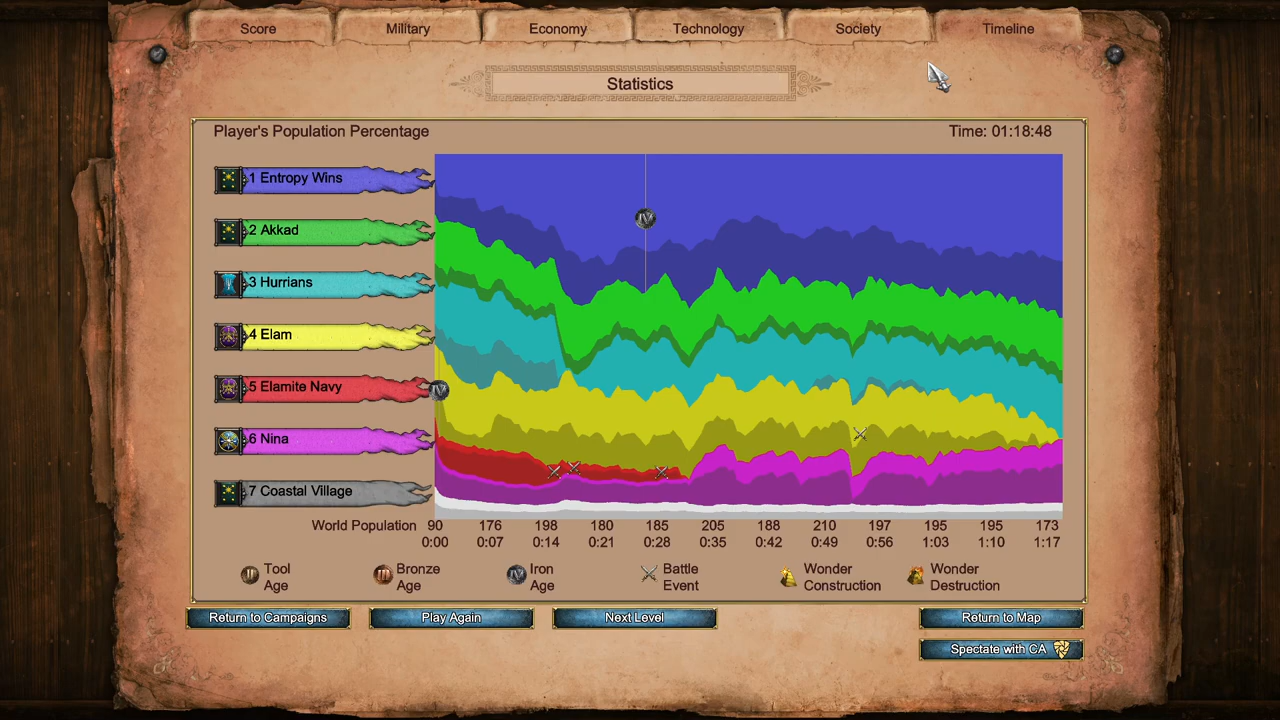 Score Military Economy Technology Society Timeline
Statistics
Player's Population Percentage
Time: 01:18:48
1 Entropy Wins
2 Akkad
3 Hurrians
4 Elam
5 Elamite Navy
6 Nina
7 Coastal Village
World Population 90 176 198 180 185 205 188 210 197 195 195 173
0:00 0:07 0:14 0:21 0:28 0:35 0:42 0:49 0:56 1:03 1:10 1:17
Tool Age
Bronze Age
Iron Age
Battle Event
Wonder Construction
Wonder Destruction
Return to Campaigns Play Again Next Level Return to Map
Spectate with CA